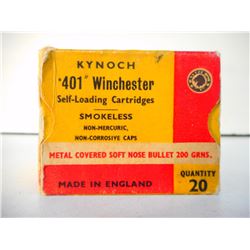 KYNOCH
"401" Winchester
Self-Loading Cartridges
SMOKELESS
NON-MERCURIC,
NON-CORROSIVE CAPS
METAL COVERED SOFT NOSE BULLET 200 GRNS.
MADE IN ENGLAND
QUANTITY
20